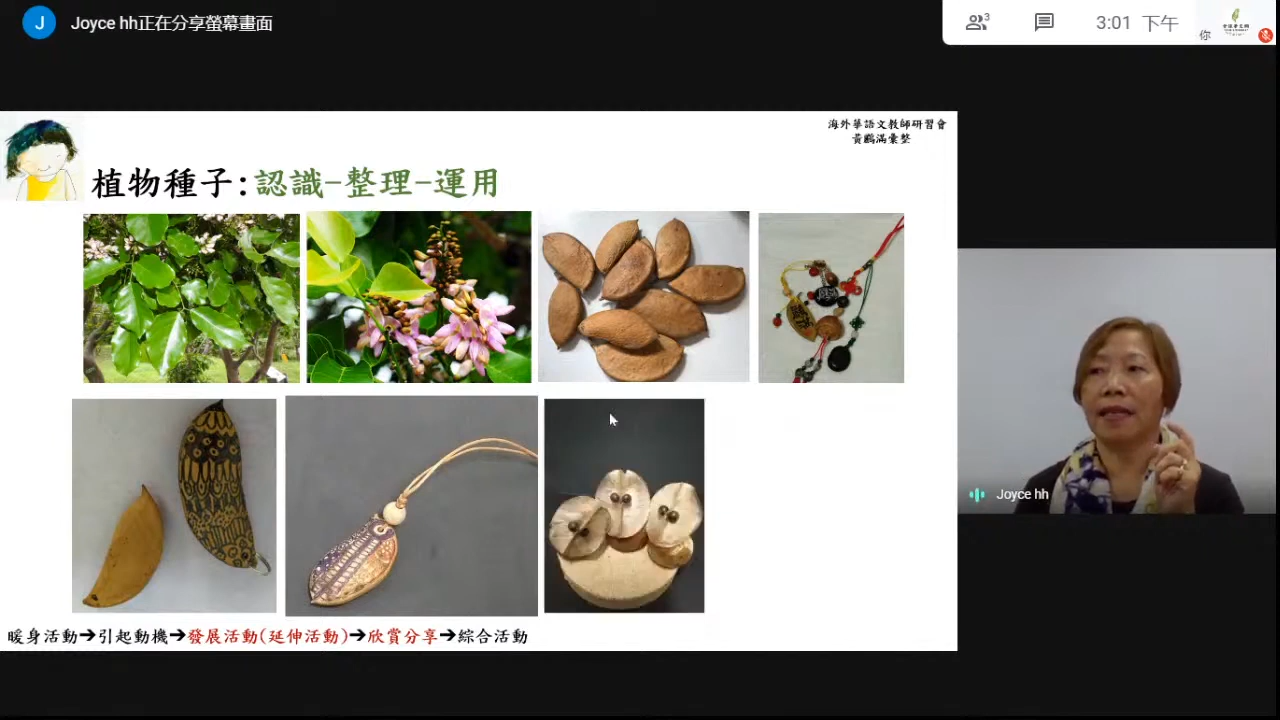 J Joyce hh正在分享螢幕畫面
3
3:01 下午
你
海外華語文教師研習會
黃鸝滿彙整
植物種子:認識-整理-運用
Joyce hh
暖身活動➔引起動機➔發展活動(延伸活動)➔欣賞分享➔綜合活動